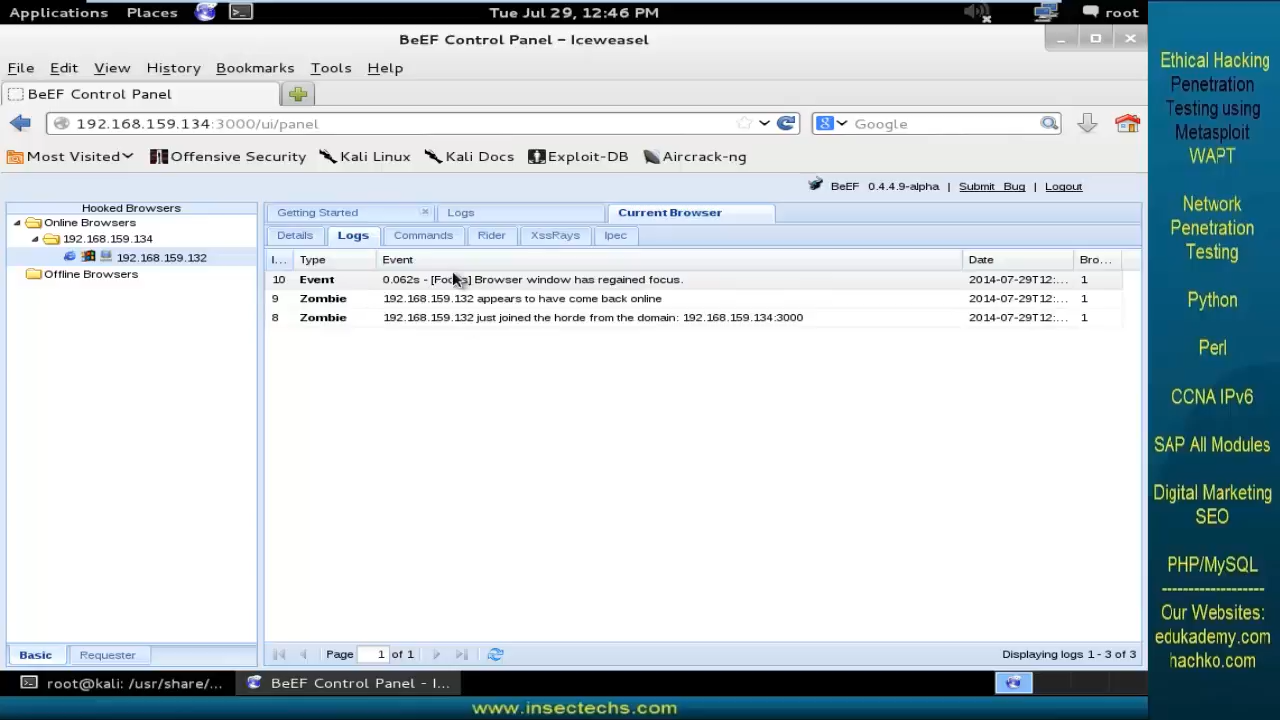 Applications Places Tue Jul 29, 12:46 PM root
BeEF Control Panel - Iceweasel
File Edit View History Bookmarks Tools Help
BeEF Control Panel
192.168.159.134:3000/ui/panel Google
Most Visited Offensive Security Kali Linux Kali Docs Exploit-DB Aircrack-ng
BeEF 0.4.4.9-alpha | Submit Bug | Logout
Hooked Browsers
Online Browsers
192.168.159.134
192.168.159.132
Offline Browsers
Basic Requester
Getting Started Logs Current Browser
Details Logs Commands Rider XssRays Ipec
I... Type Event Date Bro...
10 Event 0.062s - [Focus] Browser window has regained focus. 2014-07-29T12:... 1
9 Zombie 192.168.159.132 appears to have come back online 2014-07-29T12:... 1
8 Zombie 192.168.159.132 just joined the horde from the domain: 192.168.159.134:3000 2014-07-29T12:... 1
Page 1 of 1 Displaying logs 1 - 3 of 3
root@kali: /usr/share/... BeEF Control Panel - I...
www.insectechs.com
Ethical Hacking
Penetration
Testing using
Metasploit
WAPT
Network
Penetration
Testing
Python
Perl
CCNA IPv6
SAP All Modules
Digital Marketing
SEO
PHP/MySQL
-------------------
Our Websites:
edukademy.com
hachko.com